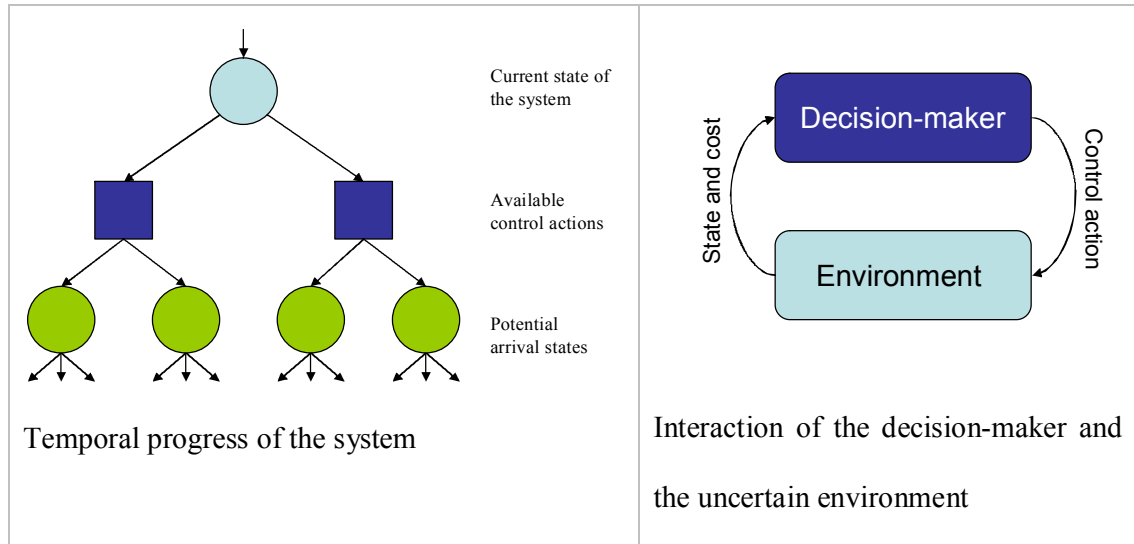 Current state of
the system
Available
control actions
Potential
arrival states
Temporal progress of the system
Decision-maker
State and cost
Control action
Environment
Interaction of the decision-maker and
the uncertain environment